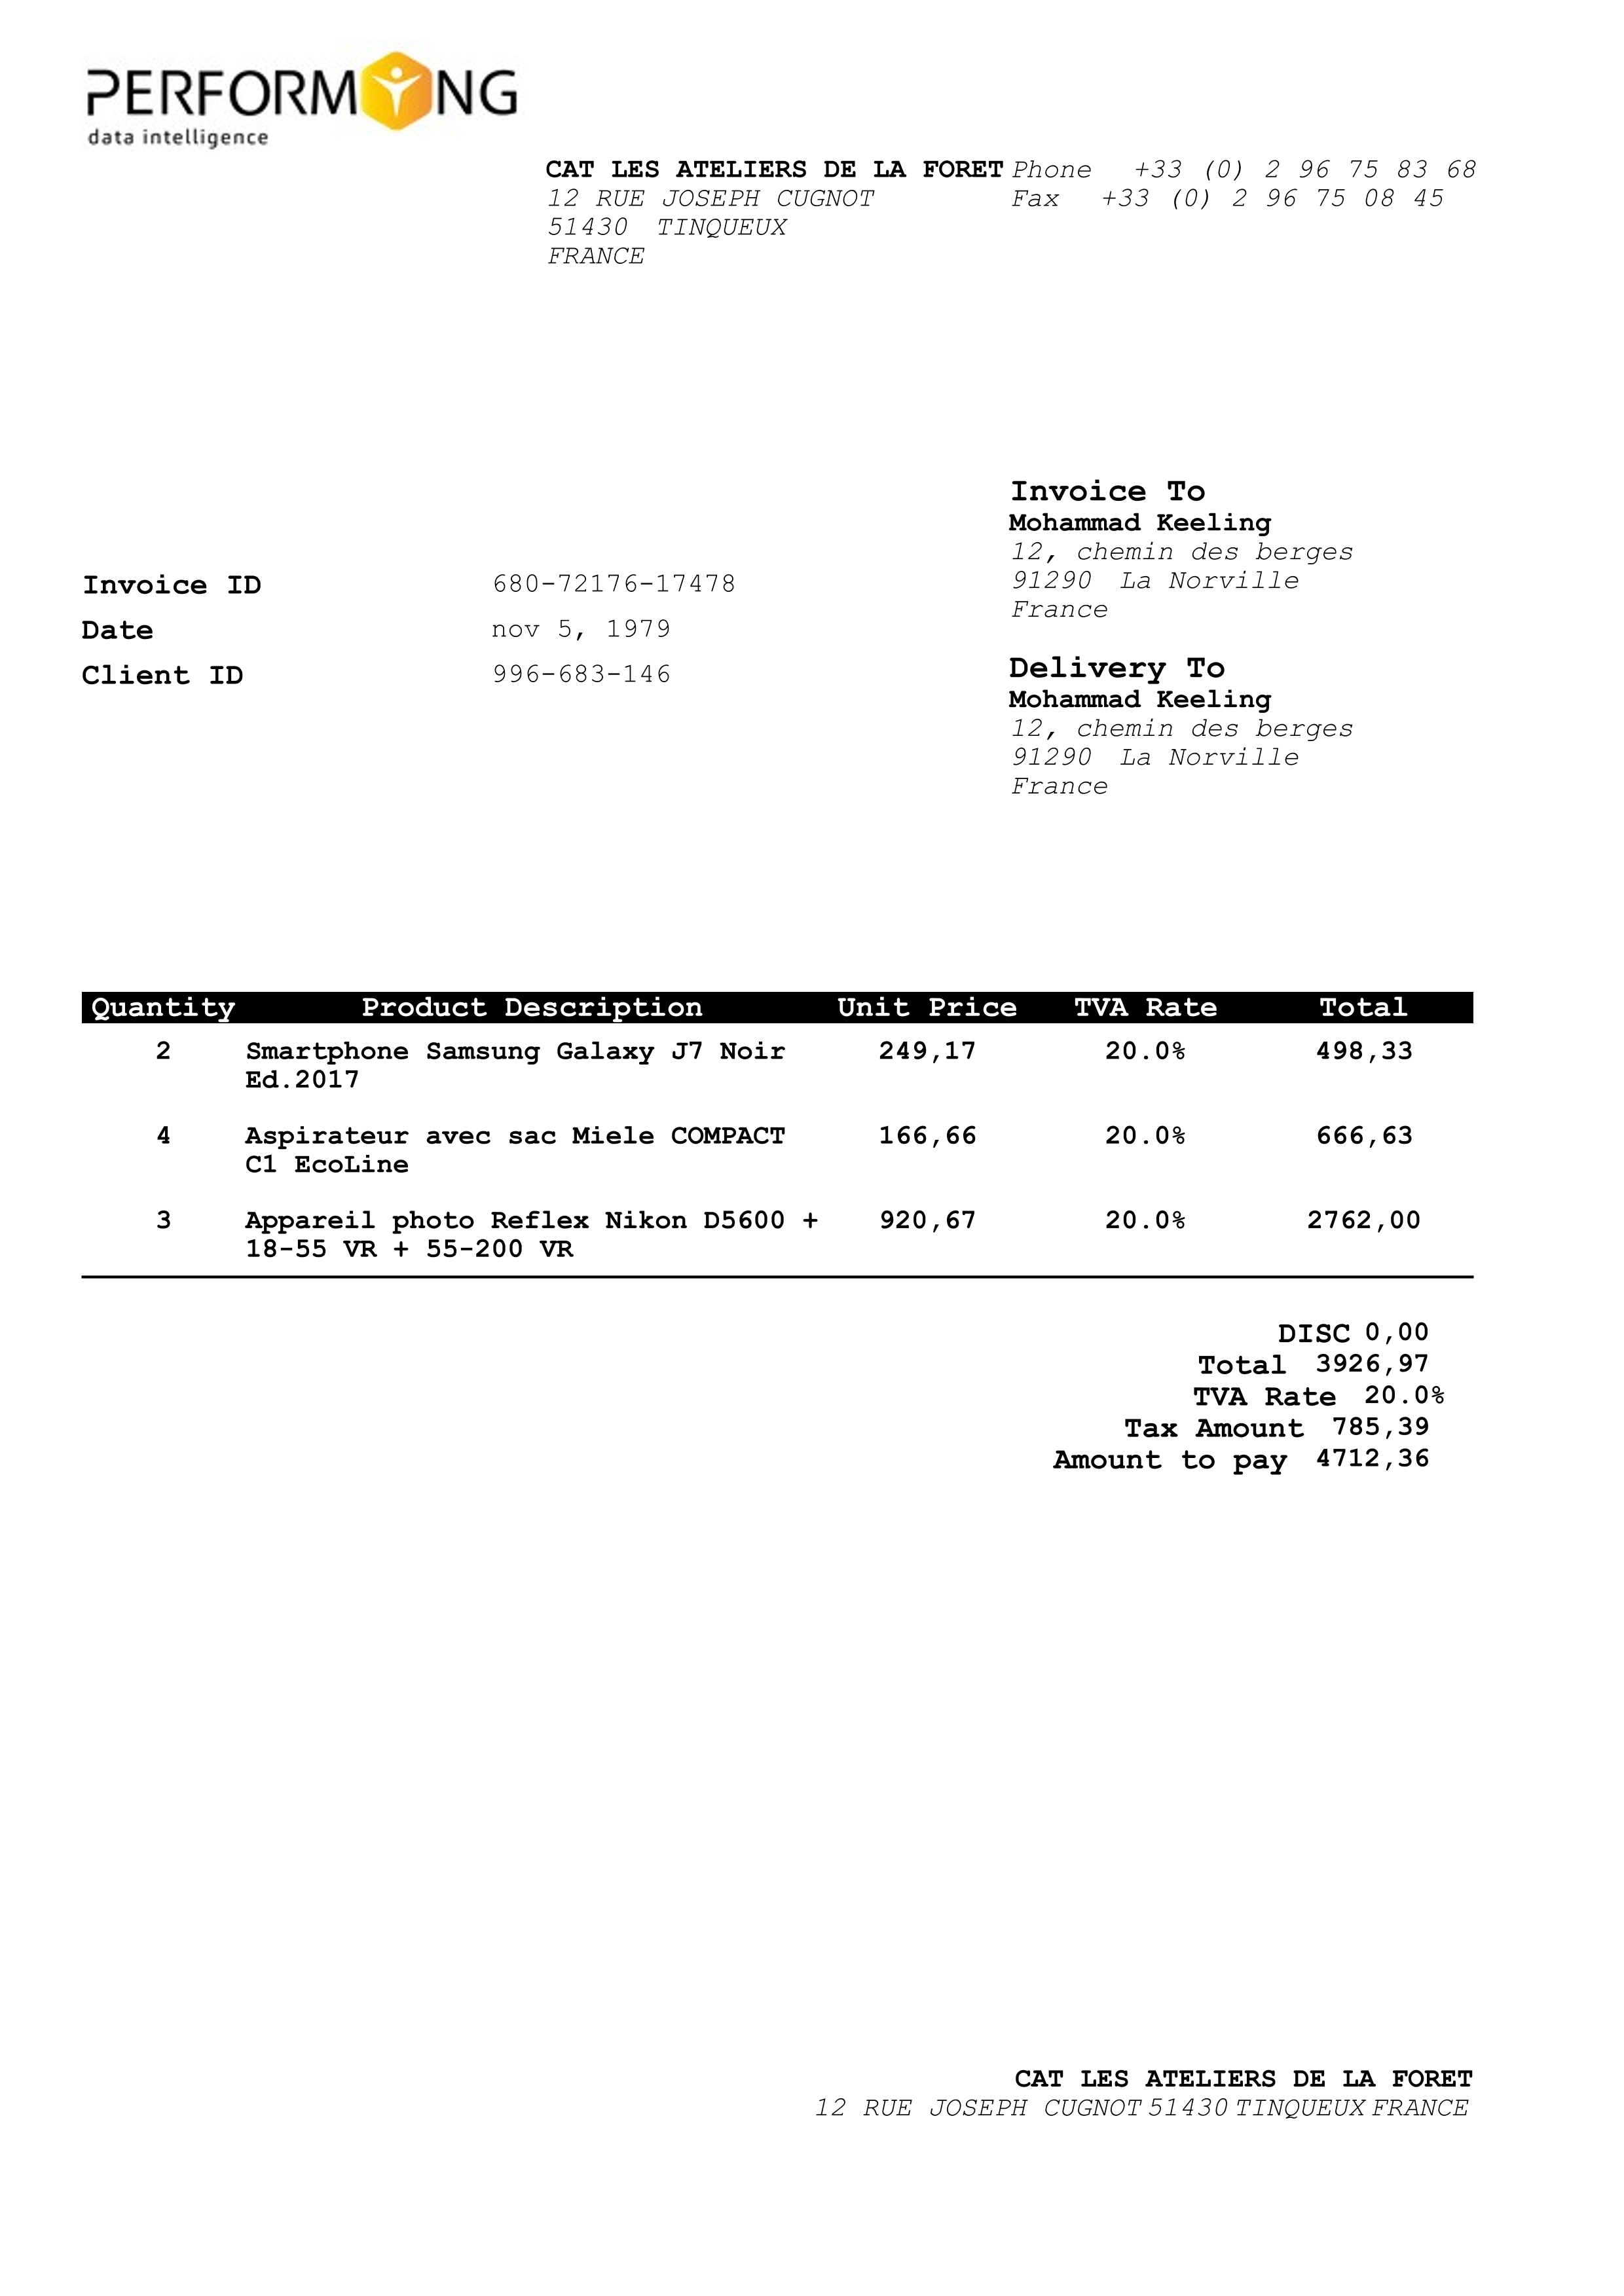 PERFORMING
data intelligence
CAT LES ATELIERS DE LA FORET Phone +33 (0) 2 96 75 83 68
12 RUE JOSEPH CUGNOT Fax +33 (0) 2 96 75 08 45
51430 TINQUEUX
FRANCE
Invoice To
Mohammad Keeling
12, chemin des berges
91290 La Norville
France
Invoice ID 680-72176-17478
Date nov 5, 1979
Client ID 996-683-146
Delivery To
Mohammad Keeling
12, chemin des berges
91290 La Norville
France
Quantity Product Description Unit Price TVA Rate Total
2 Smartphone Samsung Galaxy J7 Noir 249,17 20.0% 498,33
Ed.2017
4 Aspirateur avec sac Miele COMPACT 166,66 20.0% 666,63
C1 EcoLine
3 Appareil photo Reflex Nikon D5600 + 920,67 20.0% 2762,00
18-55 VR + 55-200 VR
DISC 0,00
Total 3926,97
TVA Rate 20.0%
Tax Amount 785,39
Amount to pay 4712,36
CAT LES ATELIERS DE LA FORET
12 RUE JOSEPH CUGNOT 51430 TINQUEUX FRANCE